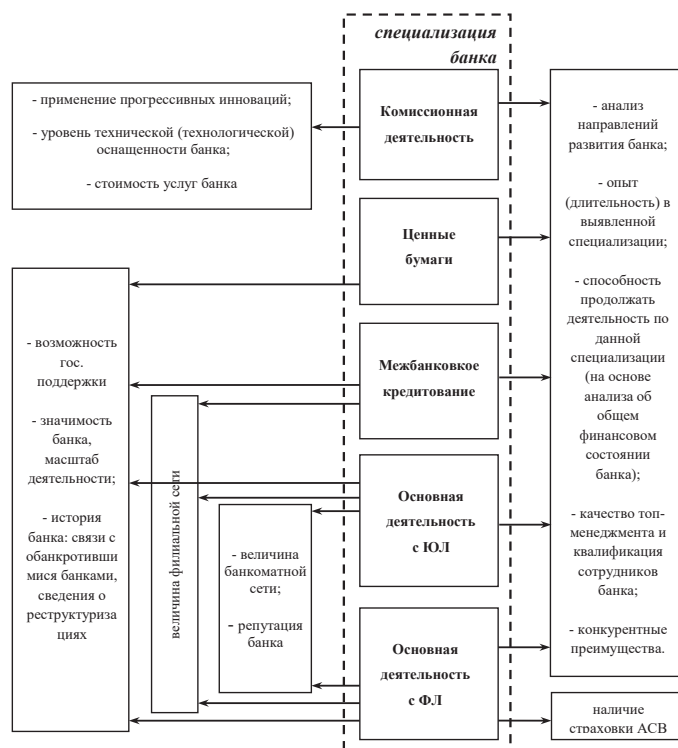 специализация
банка
- применение прогрессивных инноваций;
- уровень технической (технологической)
оснащенности банка;
- стоимость услуг банка
Комиссионная
деятельность
- анализ
направлений
развития банка;
- опыт
(длительность) в
выявленной
специализации;
- способность
продолжать
деятельность по
данной
специализации
(на основе
анализа об
общем
финансовом
состоянии
банка);
- качество топ-
менеджмента и
квалификация
сотрудников
банка;
- конкурентные
преимущества.
Ценные
бумаги
- возможность
гос.
поддержки
- значимость
банка,
масштаб
деятельности;
- история
банка: связи с
обанкротивши
мися банками,
сведения о
реструктуриза
циях
Межбанковкое
кредитование
величина филиальной сети
Основная
деятельность
с ЮЛ
- величина
банкоматной
сети;
- репутация
банка
Основная
деятельность
с ФЛ
наличие
страховки АСВ